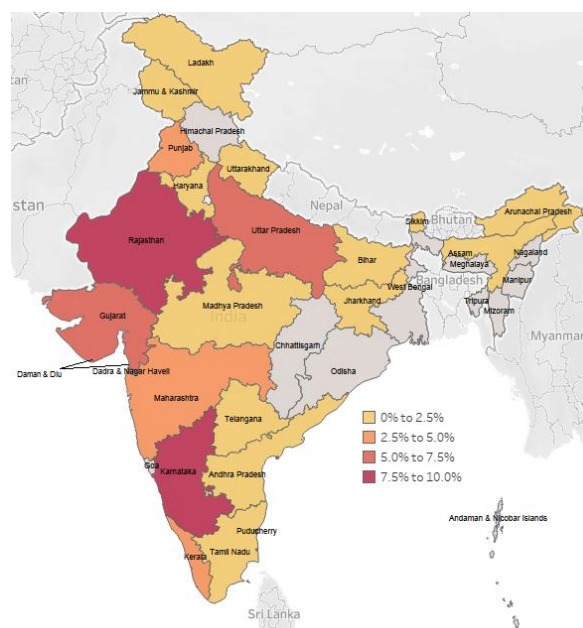 Ladakh
Jammu & Kashmir
Himachal Pradesh
Punjab
Uttarakhand
Haryana
stan
Rajasthan
Uttar Pradesh
Nepal
Sikkim
Bhutan
Arunachal Pradesh
Assam
Nagaland
Meghalaya
Bihar
Manipur
Bangladesh
West Bengal
Jharkhand
Tripura
Mizoram
Gujarat
Madhya Pradesh
India
Myanmar
Chhattisgarh
Daman & Diu
Dadra & Nagar Haveli
Odisha
Maharashtra
Telangana
0% to 2.5%
2.5% to 5.0%
5.0% to 7.5%
7.5% to 10.0%
Goa
Karnataka
Andhra Pradesh
Andaman & Nicobar Islands
Puducherry
Kerala
Tamil Nadu
Sri Lanka